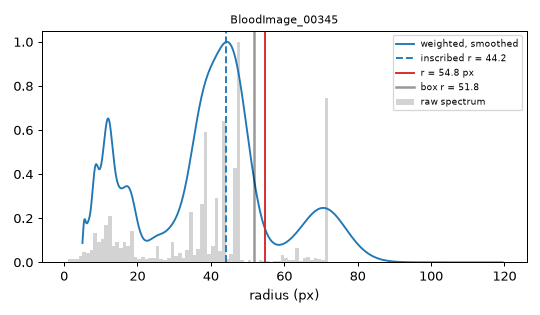 BloodImage_00345
weighted, smoothed
inscribed r = 44.2
r = 54.8 px
box r = 51.8
raw spectrum
1.0
0.8
0.6
0.4
0.2
0.0
0 20 40 60 80 100 120
radius (px)